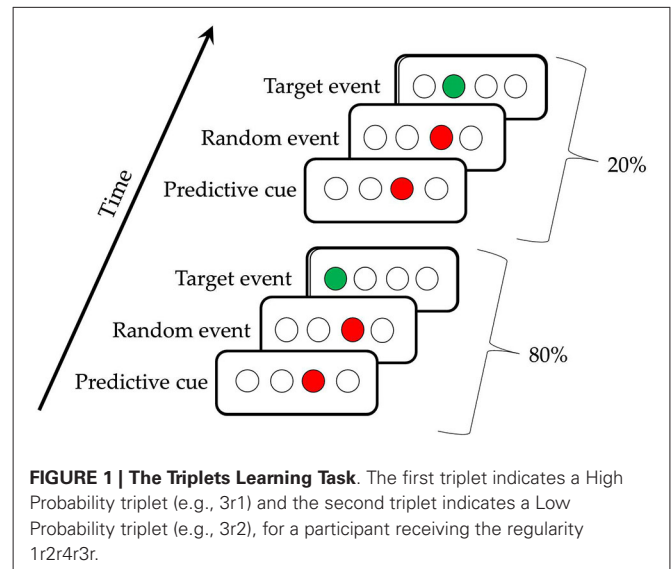 Target event
Random event
Predictive cue
20%
Time
Target event
Random event
Predictive cue
80%
FIGURE 1 | The Triplets Learning Task. The first triplet indicates a High
Probability triplet (e.g., 3r1) and the second triplet indicates a Low
Probability triplet (e.g., 3r2), for a participant receiving the regularity
1r2r4r3r.